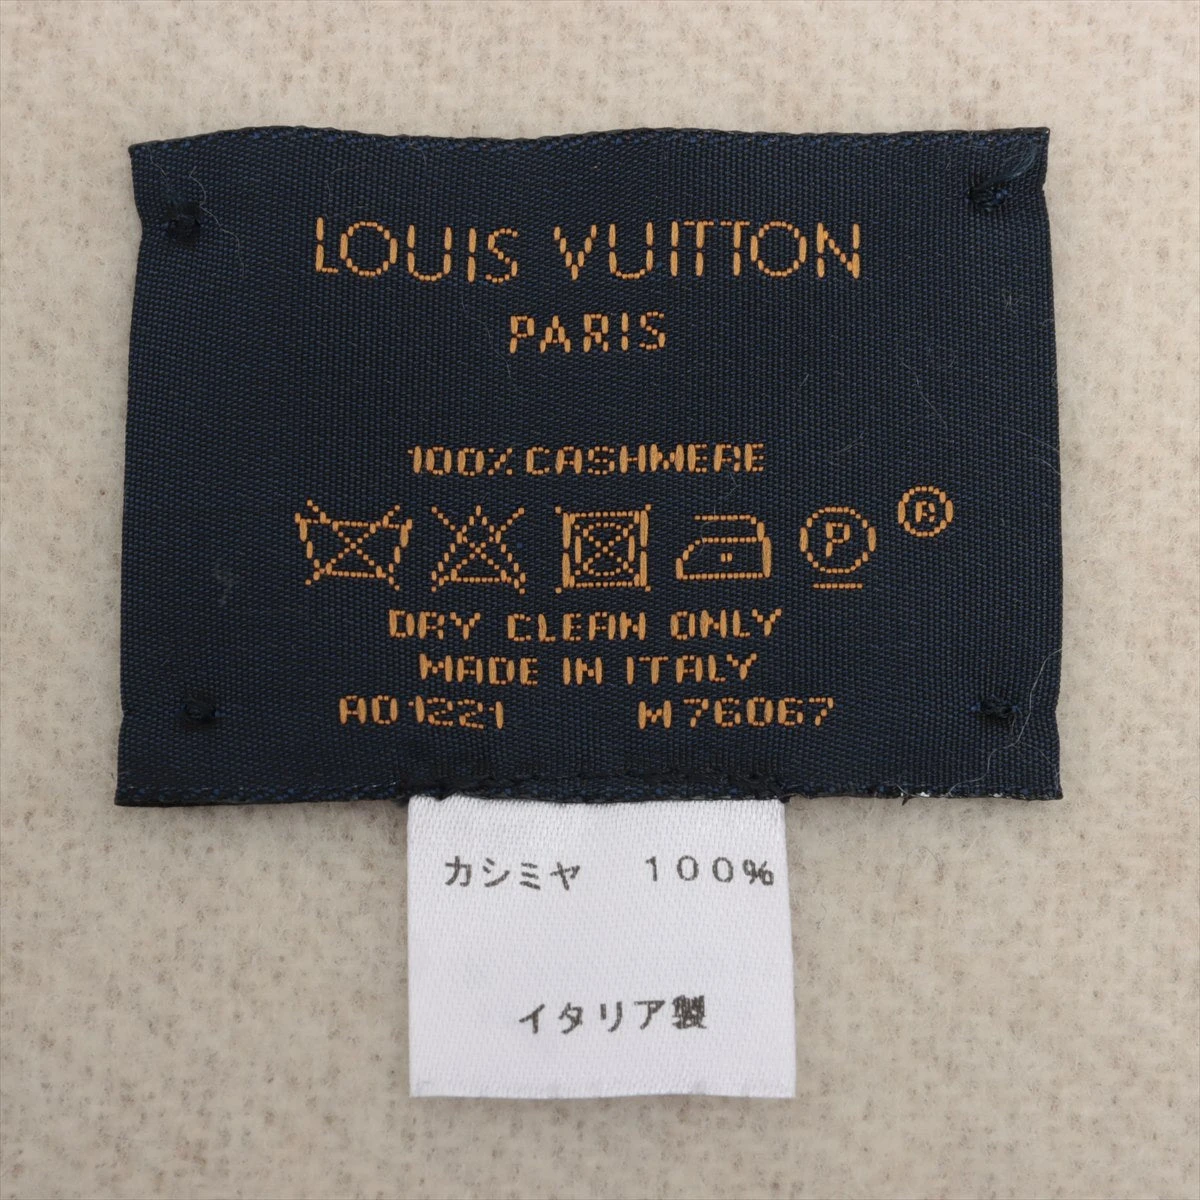 LOUIS VUITTON
PARIS
100% CASHMERE
P ®
DRY CLEAN ONLY
MADE IN ITALY
AO1221 M76067
カシミヤ 100%
イタリア製